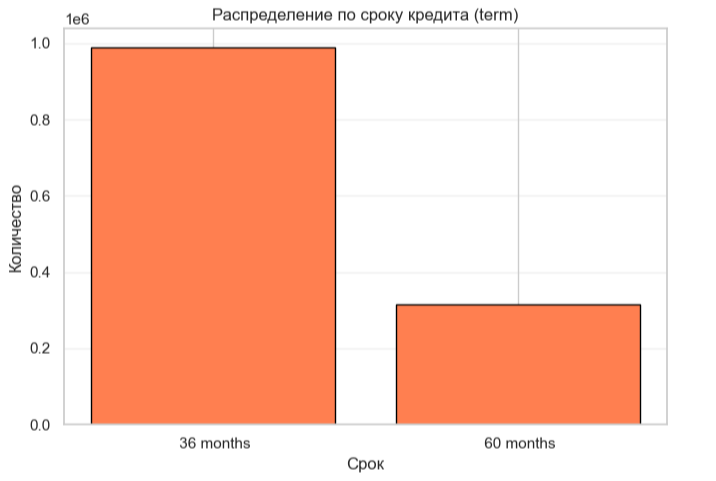 Распределение по сроку кредита (term)
1e6
1.0
0.8
0.6
0.4
0.2
0.0
Количество
36 months
60 months
Срок